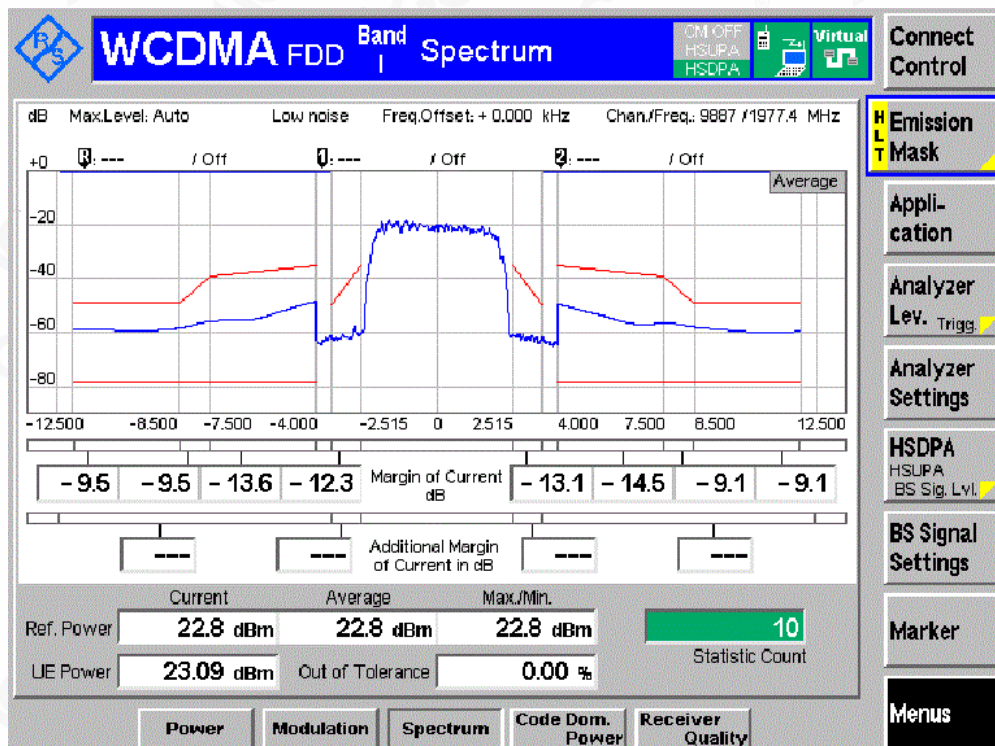 R S
WCDMA FDD Band I Spectrum
CM OFF
HSUPA
HSDPA
Virtual
Connect Control
dB Max.Level: Auto Low noise Freq.Offset: + 0.000 kHz Chan./Freq.: 9887 / 1977.4 MHz
H L T
Emission Mask
+0 R: --- / Off 1: --- / Off 2: --- / Off
Average
-20
-40
-60
-80
Appli-
cation
Analyzer
Lev. Trigg.
Analyzer
Settings
-12.500 -8.500 -7.500 -4.000 -2.515 0 2.515 4.000 7.500 8.500 12.500
HSDPA
HSUPA
BS Sig. Lvl.
- 9.5 - 9.5 - 13.6 - 12.3 Margin of Current dB - 13.1 - 14.5 - 9.1 - 9.1
BS Signal
Settings
--- --- Additional Margin of Current in dB --- ---
Current Average Max./Min.
Ref. Power 22.8 dBm 22.8 dBm 22.8 dBm 10
Statistic Count
UE Power 23.09 dBm Out of Tolerance 0.00 %
Marker
Menus
Power Modulation Spectrum Code Dom. Power Receiver Quality